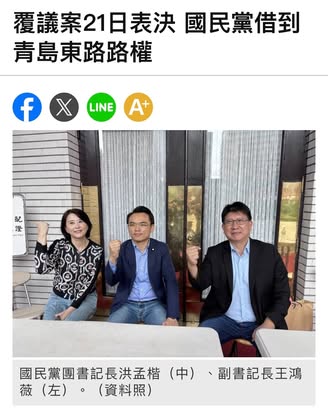 覆議案21日表決 國民黨借到
青島東路路權
LINE
A+
記證
國民黨團書記長洪孟楷（中）、副書記長王鴻
薇（左）。（資料照）